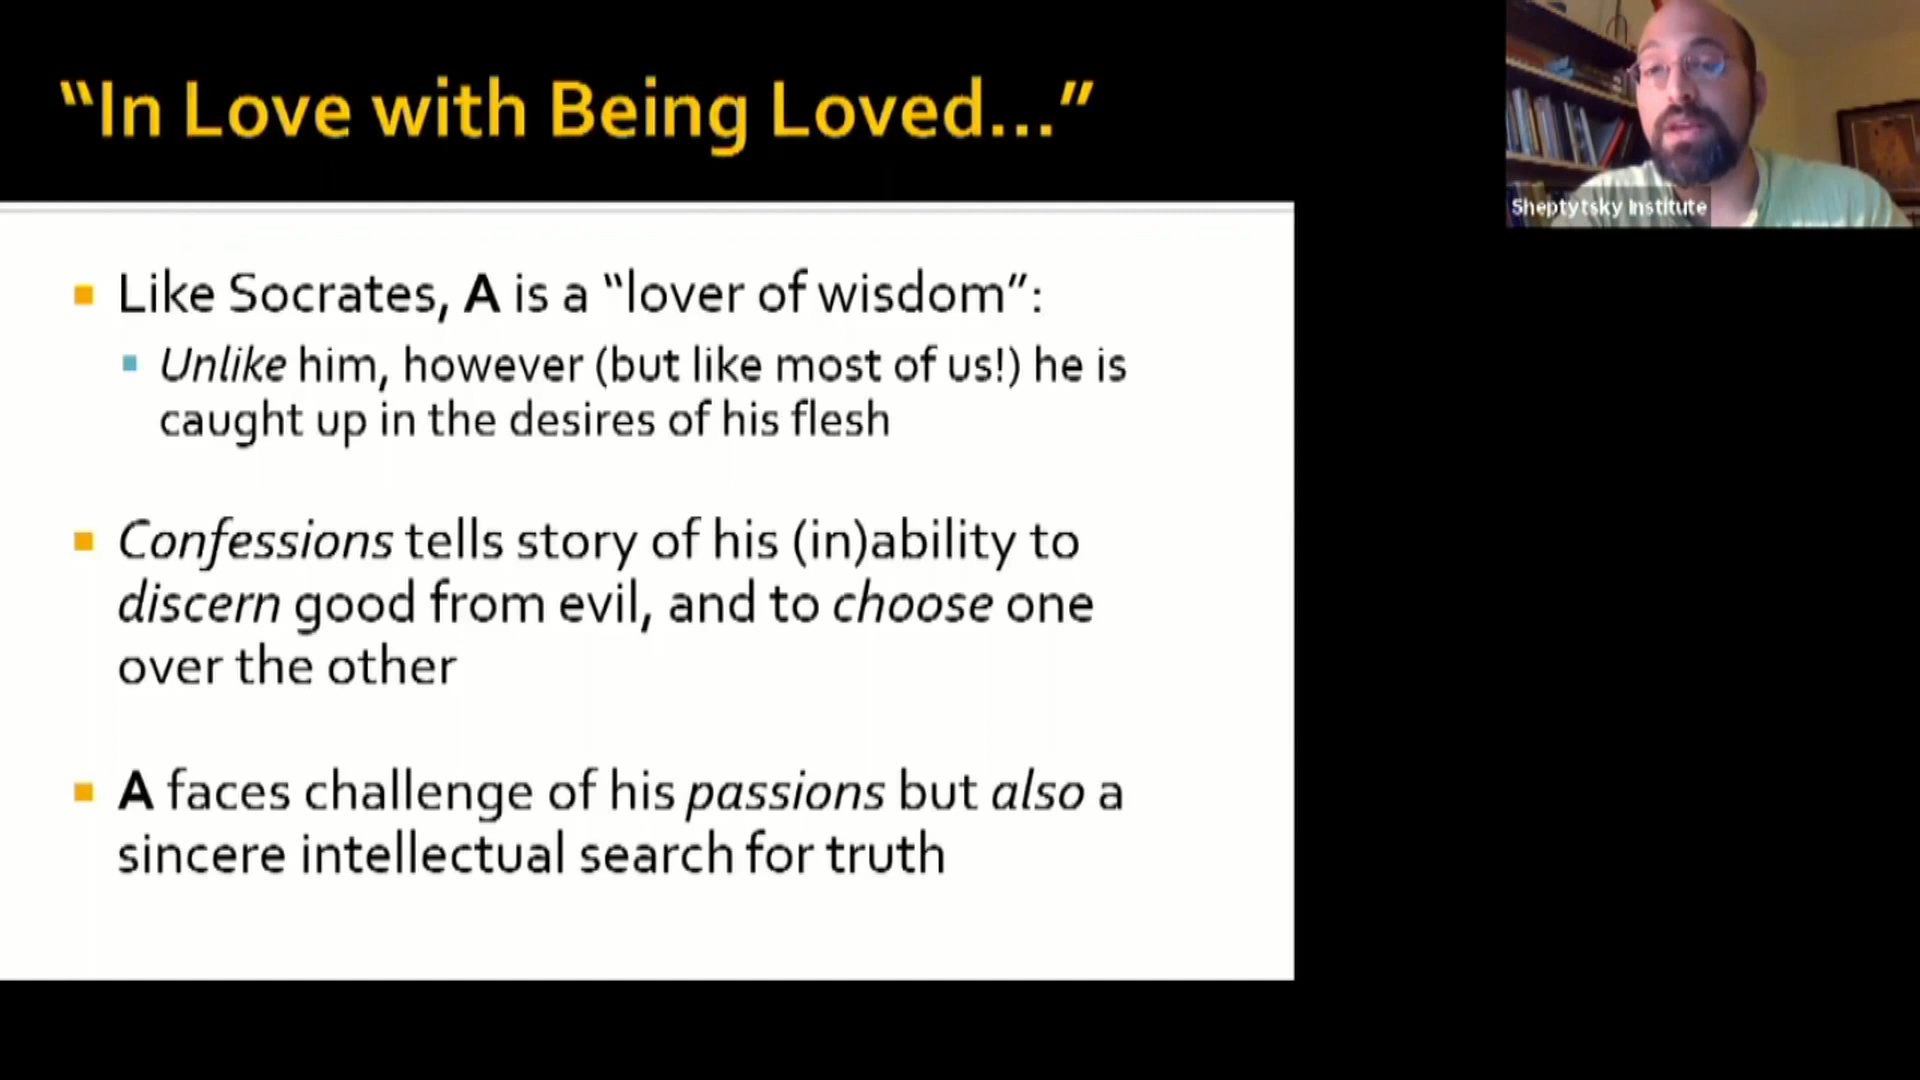 “In Love with Being Loved...”
Sheptytsky Institute
Like Socrates, A is a “lover of wisdom”:
Unlike him, however (but like most of us!) he is
caught up in the desires of his flesh
Confessions tells story of his (in)ability to
discern good from evil, and to choose one
over the other
A faces challenge of his passions but also a
sincere intellectual search for truth